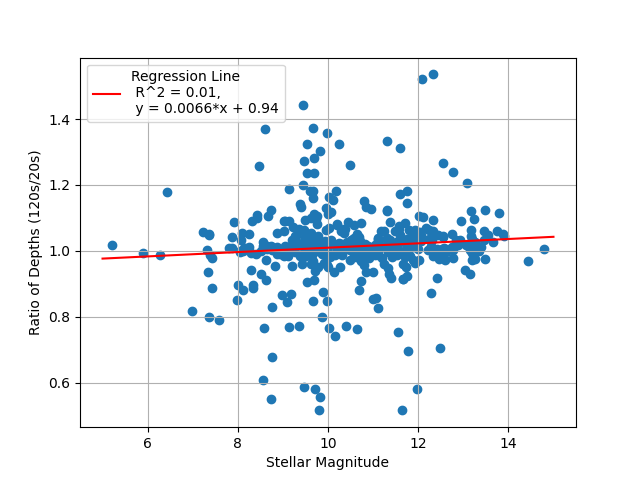 Regression Line
R^2 = 0.01,
y = 0.0066*x + 0.94
1.4
1.2
1.0
0.8
0.6
Ratio of Depths (120s/20s)
6 8 10 12 14
Stellar Magnitude